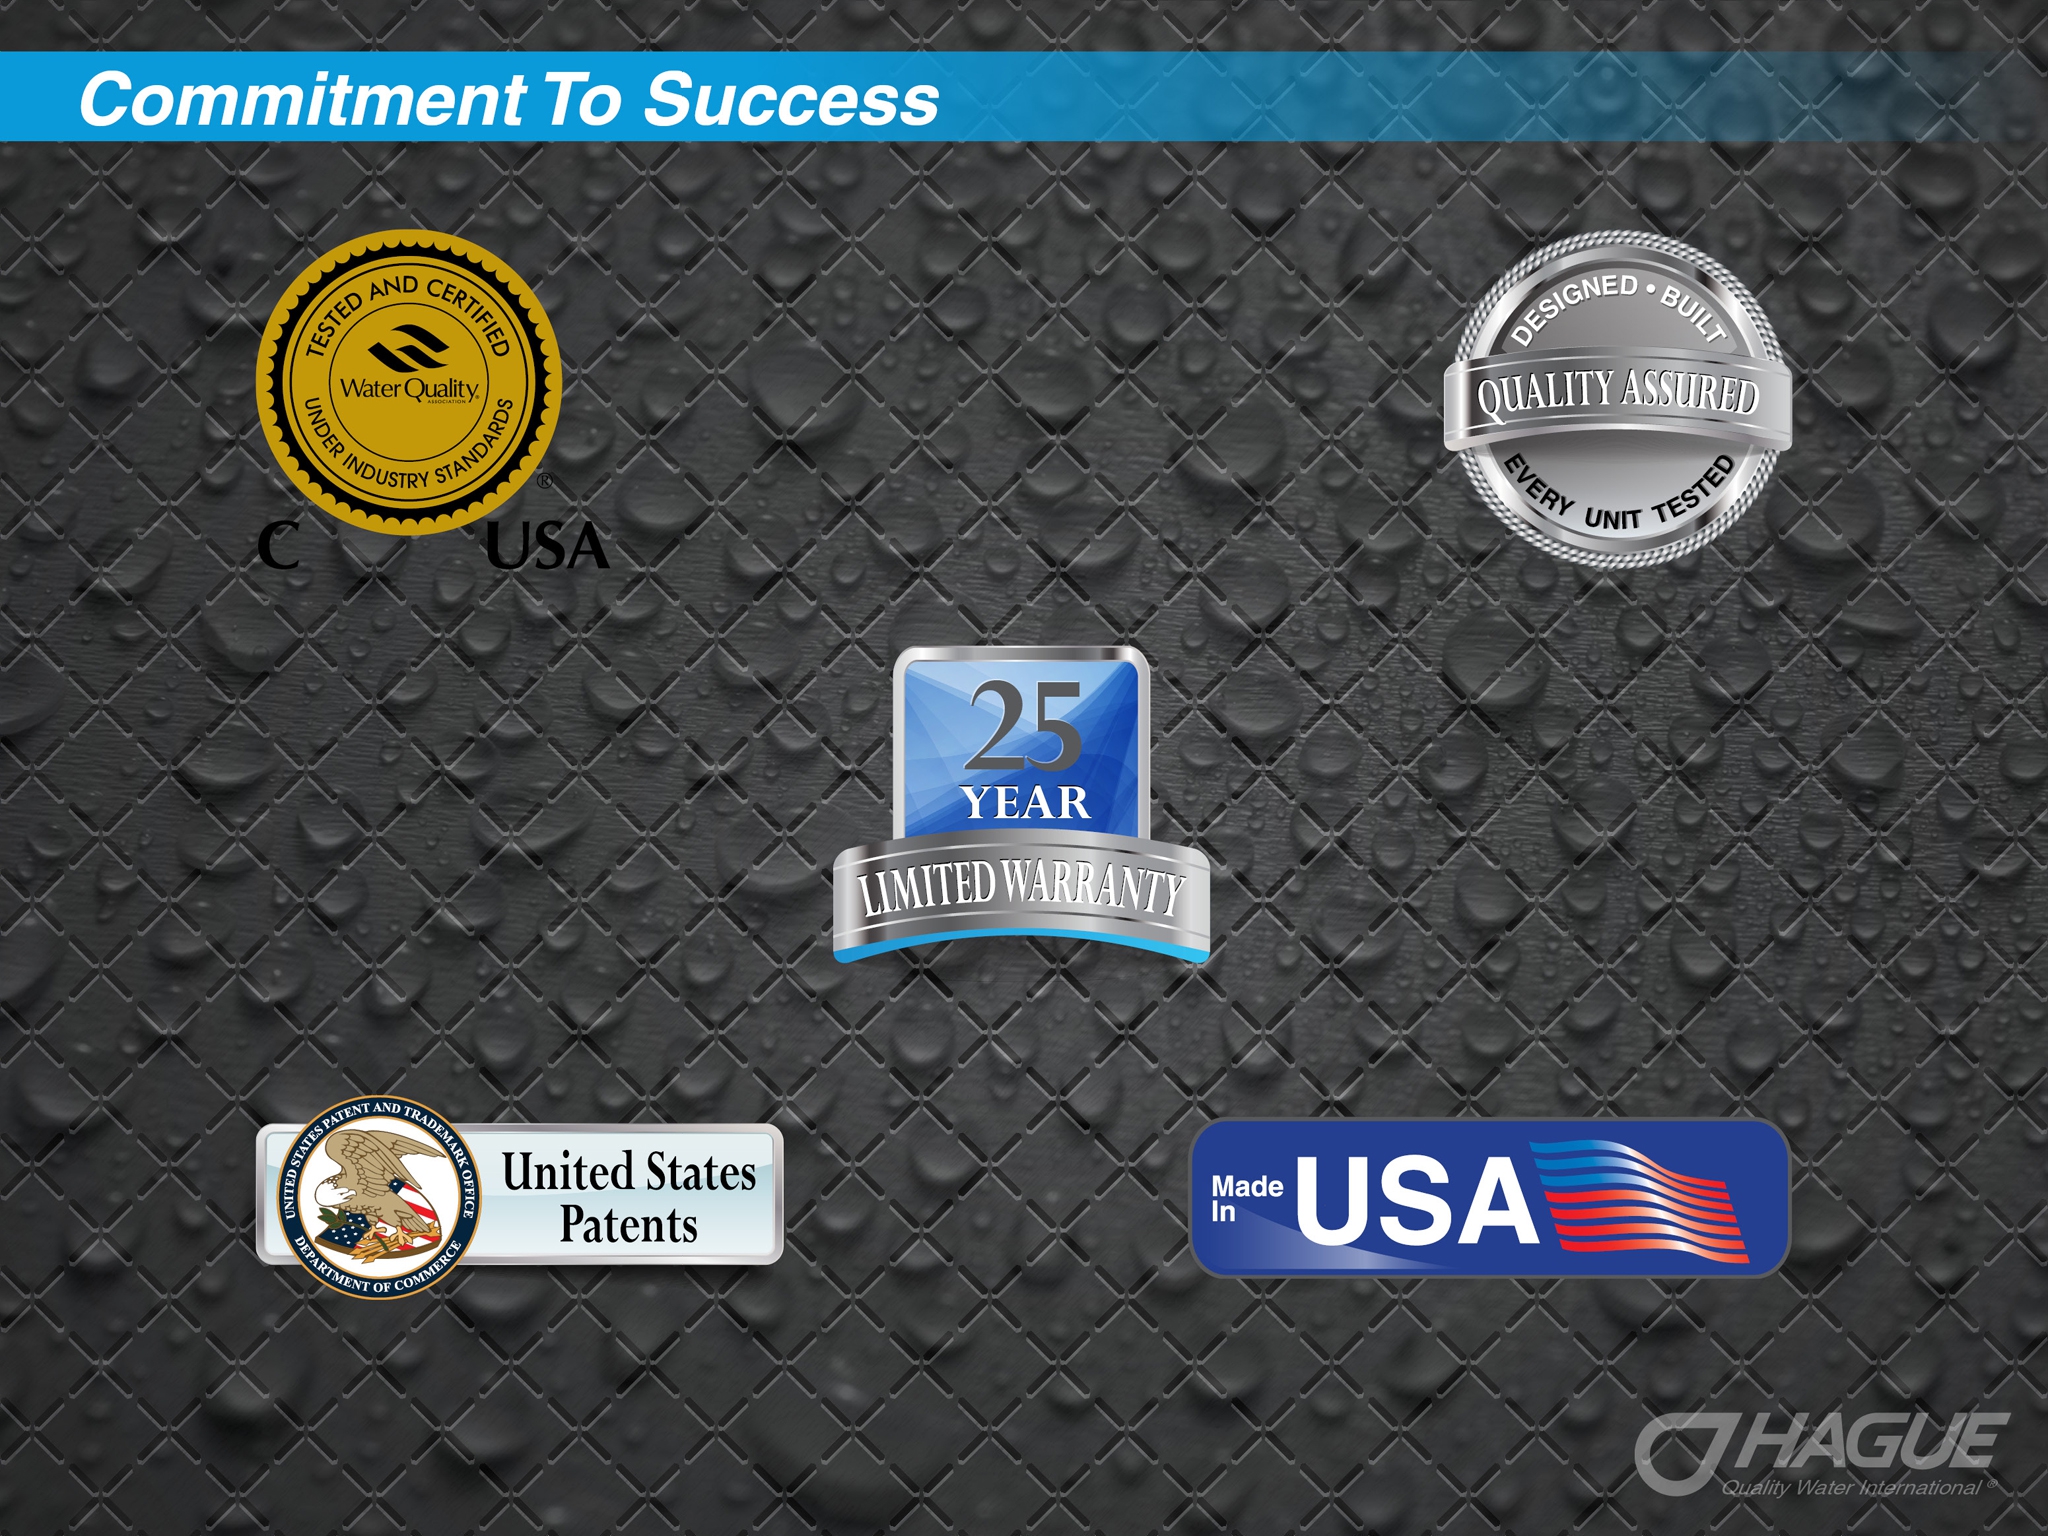 Commitment To Success
TESTED AND CERTIFIED
Water Quality
ASSOCIATION
UNDER INDUSTRY STANDARDS
®
C USA
DESIGNED • BUILT
QUALITY ASSURED
EVERY UNIT TESTED
25
YEAR
LIMITED WARRANTY
UNITED STATES PATENT AND TRADEMARK OFFICE
DEPARTMENT OF COMMERCE
United States
Patents
Made
In
USA
HAGUE
Quality Water International ®